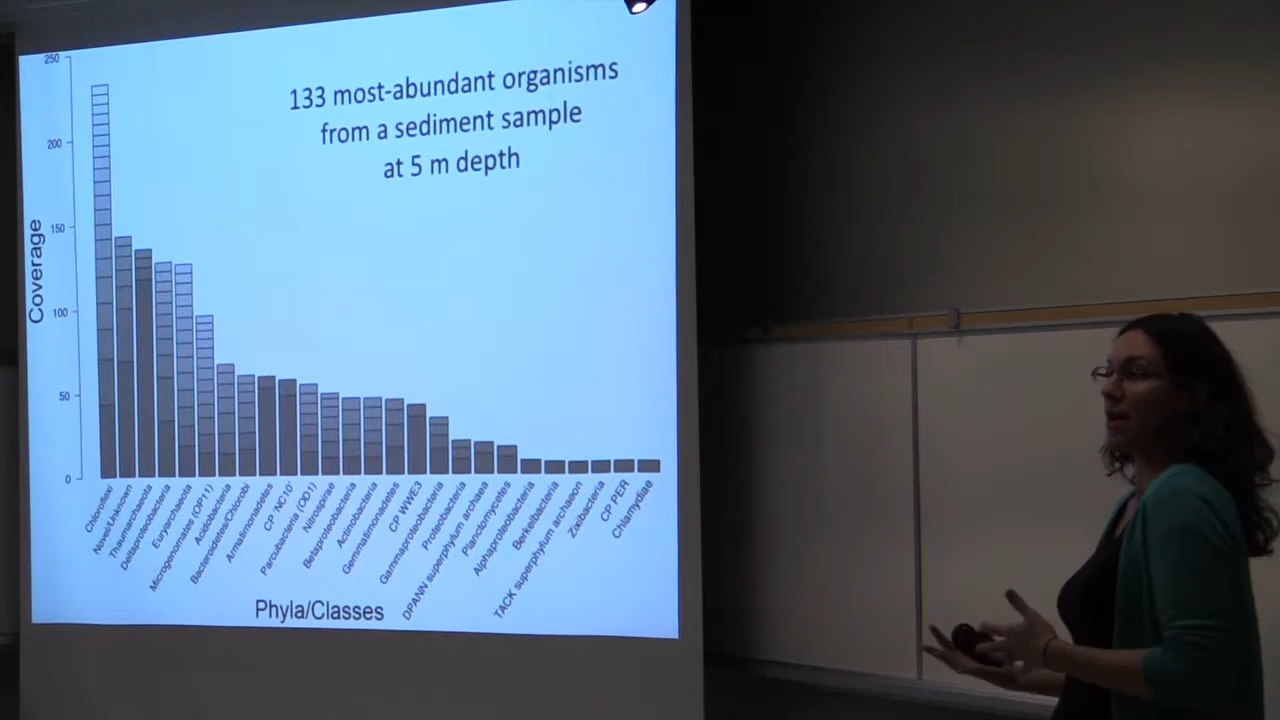 133 most-abundant organisms
from a sediment sample
at 5 m depth
250
200
150
100
50
0
Coverage
Chloroflexi
Novel/Unknown
Thaumarchaeota
Deltaproteobacteria
Euryarchaeota
Microgenomates (OP11)
Acidobacteria
Bacteroidetes/Chlorobi
Armatimonadetes
CP 'NC10'
Parcubacteria (OD1)
Nitrospirae
Betaproteobacteria
Actinobacteria
Gemmatimonadetes
CP WWE3
Gammaproteobacteria
Proteobacteria
DPANN superphylum archaea
Planctomycetes
Alphaproteobacteria
Berkelbacteria
TACK superphylum archaeon
Zixibacteria
CP PER
Chlamydiae
Phyla/Classes